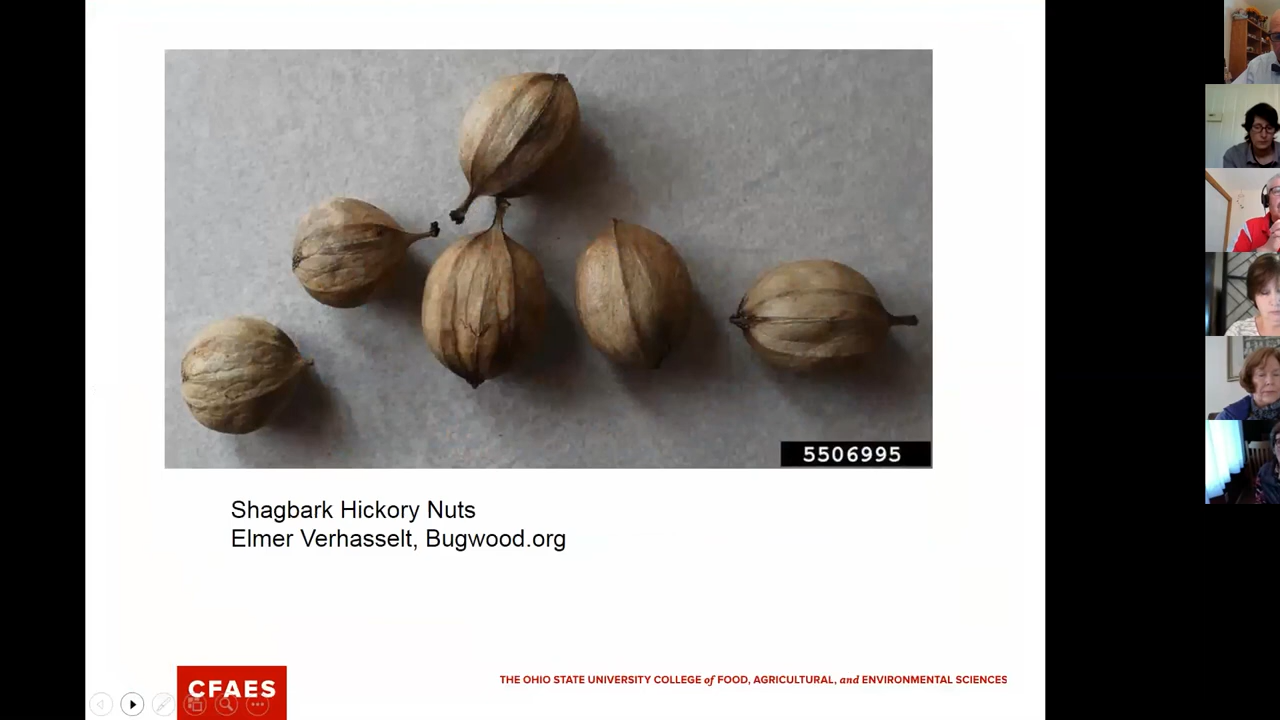 5506995
Shagbark Hickory Nuts
Elmer Verhasselt, Bugwood.org
CFAES
THE OHIO STATE UNIVERSITY COLLEGE of FOOD, AGRICULTURAL, and ENVIRONMENTAL SCIENCES